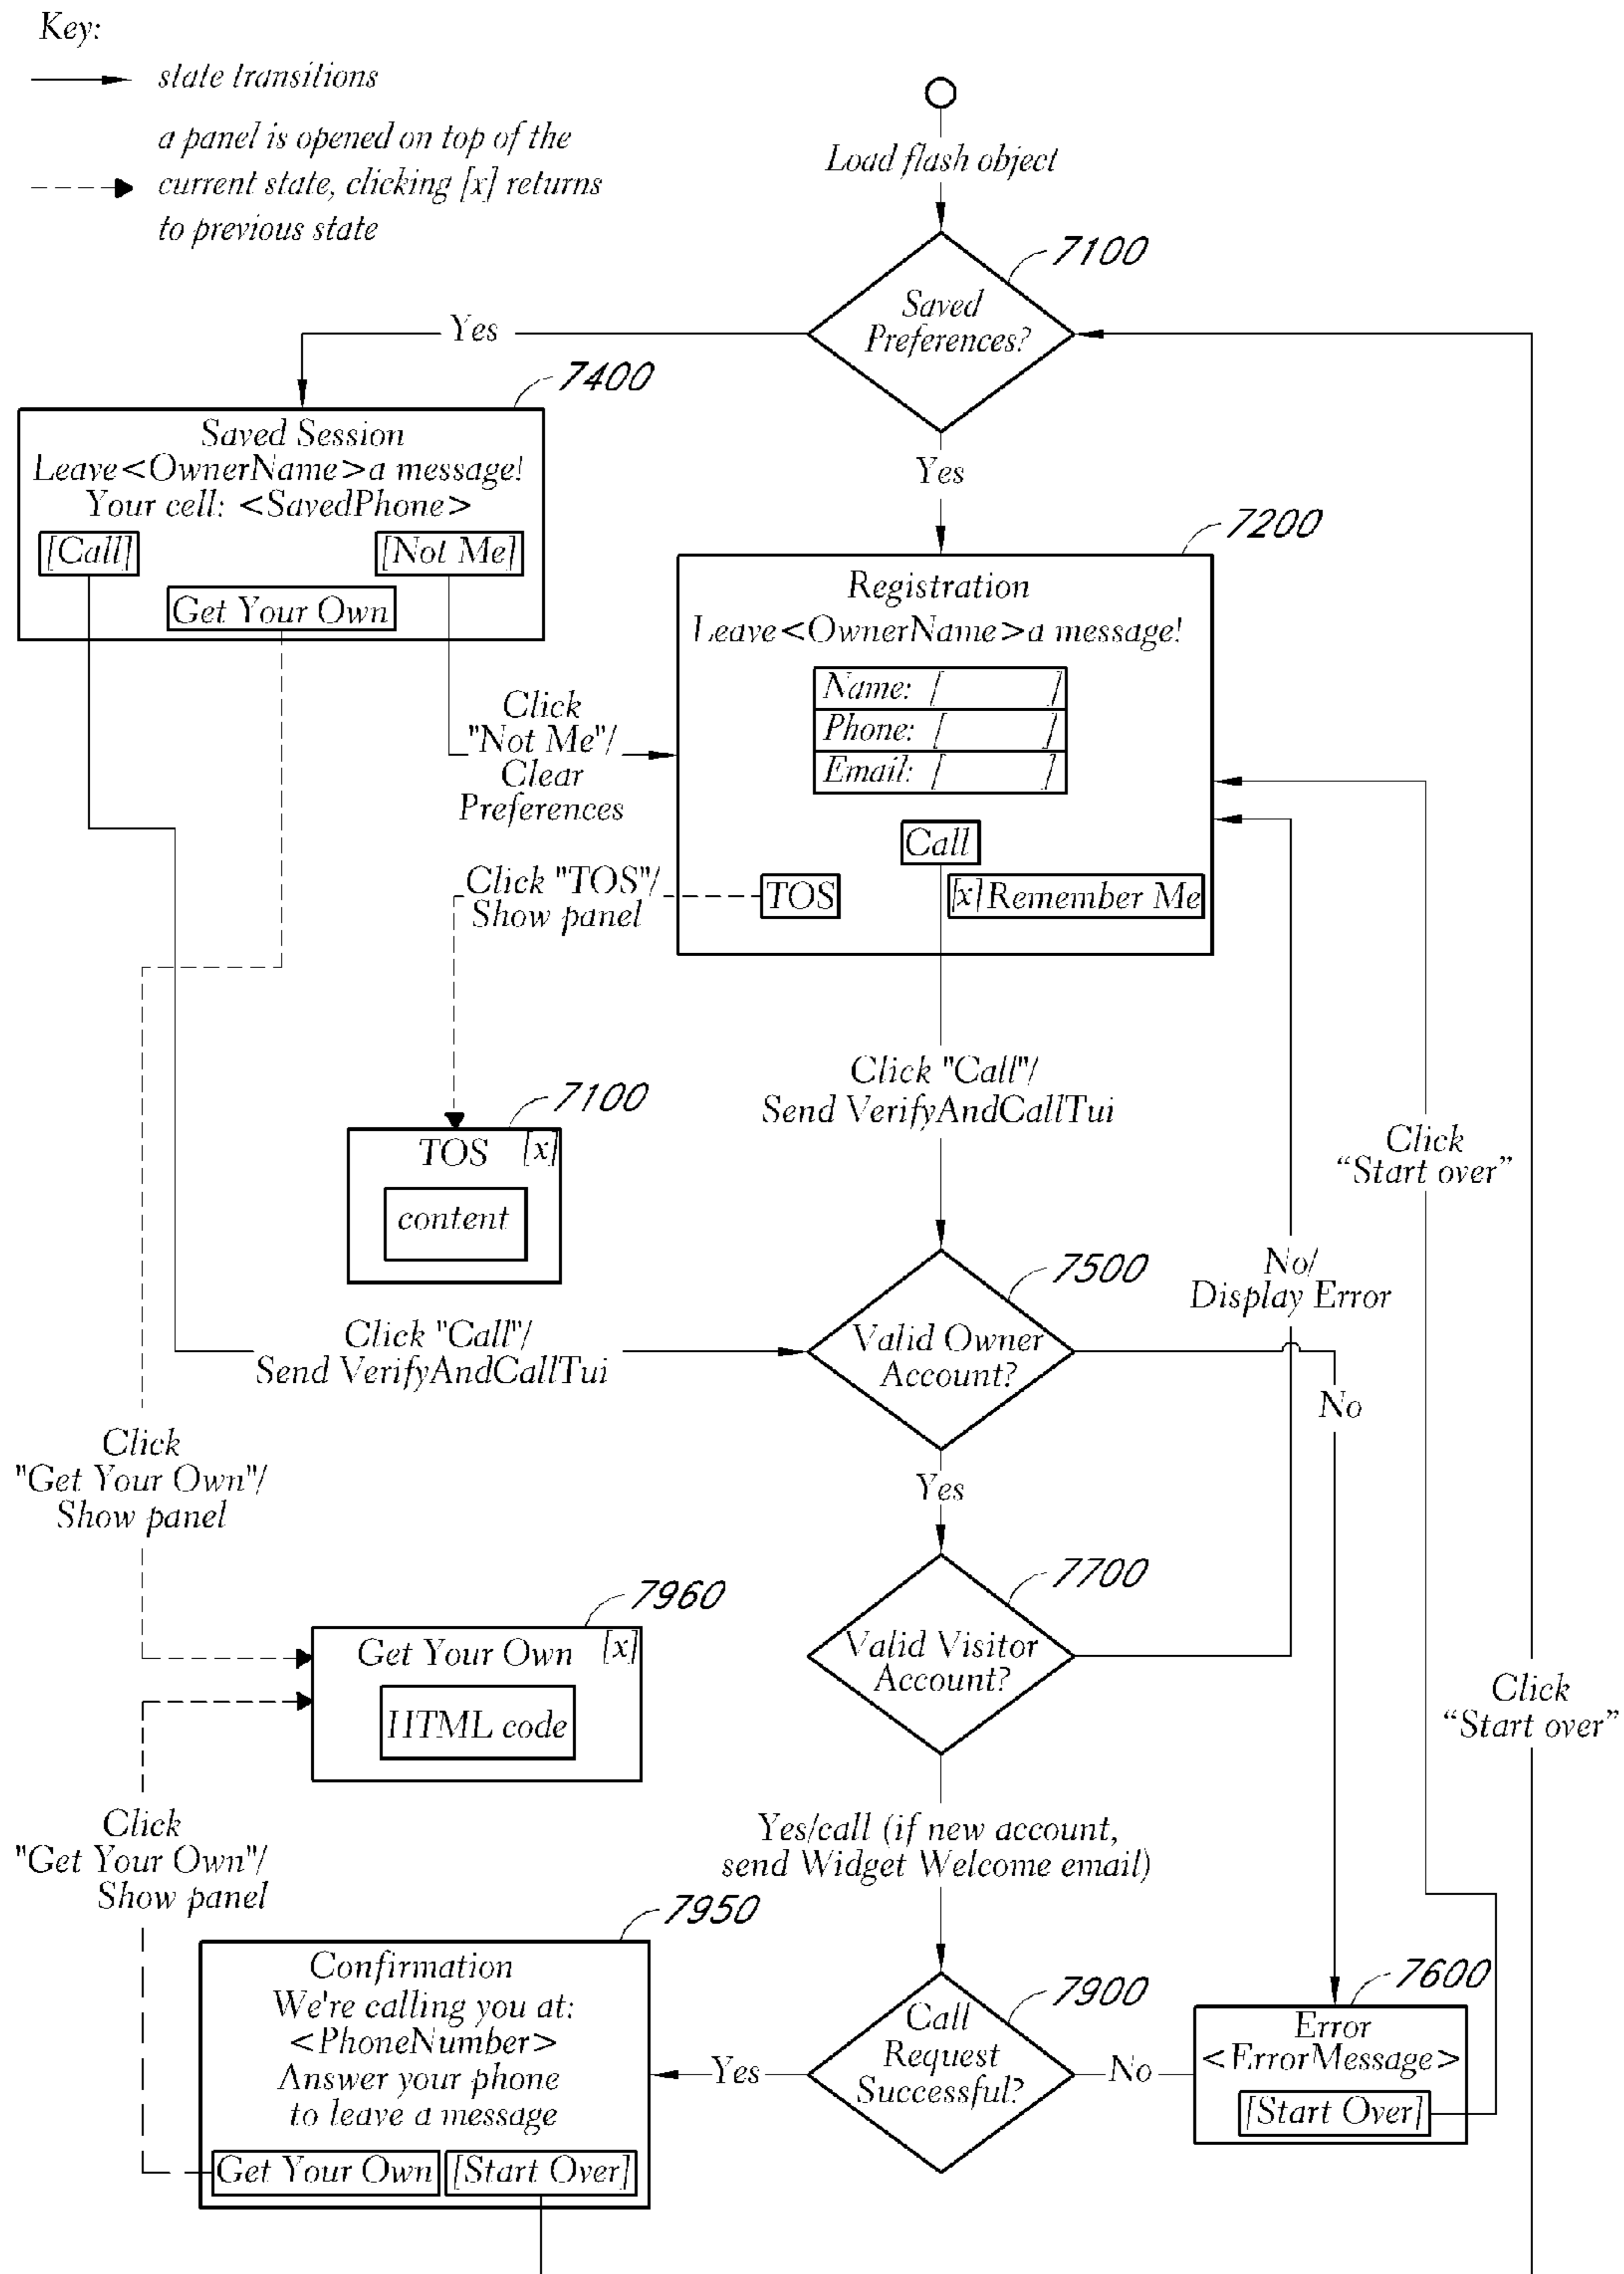 Key:
state transitions
a panel is opened on top of the
current state, clicking [x] returns
to previous state
Load flash object
7100
Saved
Preferences?
Yes
7400
Saved Session
Leave<OwnerName>a message!
Your cell: <SavedPhone>
[Call]
[Not Me]
Get Your Own
Yes
7200
Registration
Leave<OwnerName>a message!
Name: [ ]
Phone: [ ]
Email: [ ]
Call
TOS
[x]Remember Me
Click
"Not Me"/
Clear
Preferences
Click "TOS"/
Show panel
7100
TOS [x]
content
Click "Call"/
Send VerifyAndCallTui
Click
“Start over”
7500
Valid Owner
Account?
No/
Display Error
Click "Call"/
Send VerifyAndCallTui
No
Click
"Get Your Own"/
Show panel
Yes
7700
Valid Visitor
Account?
7960
Get Your Own [x]
HTML code
Click
“Start over”
Click
"Get Your Own"/
Show panel
Yes/call (if new account,
send Widget Welcome email)
7950
Confirmation
We're calling you at:
<PhoneNumber>
Answer your phone
to leave a message
Get Your Own
[Start Over]
Yes
7900
Call
Request
Successful?
No
7600
Error
<ErrorMessage>
[Start Over]